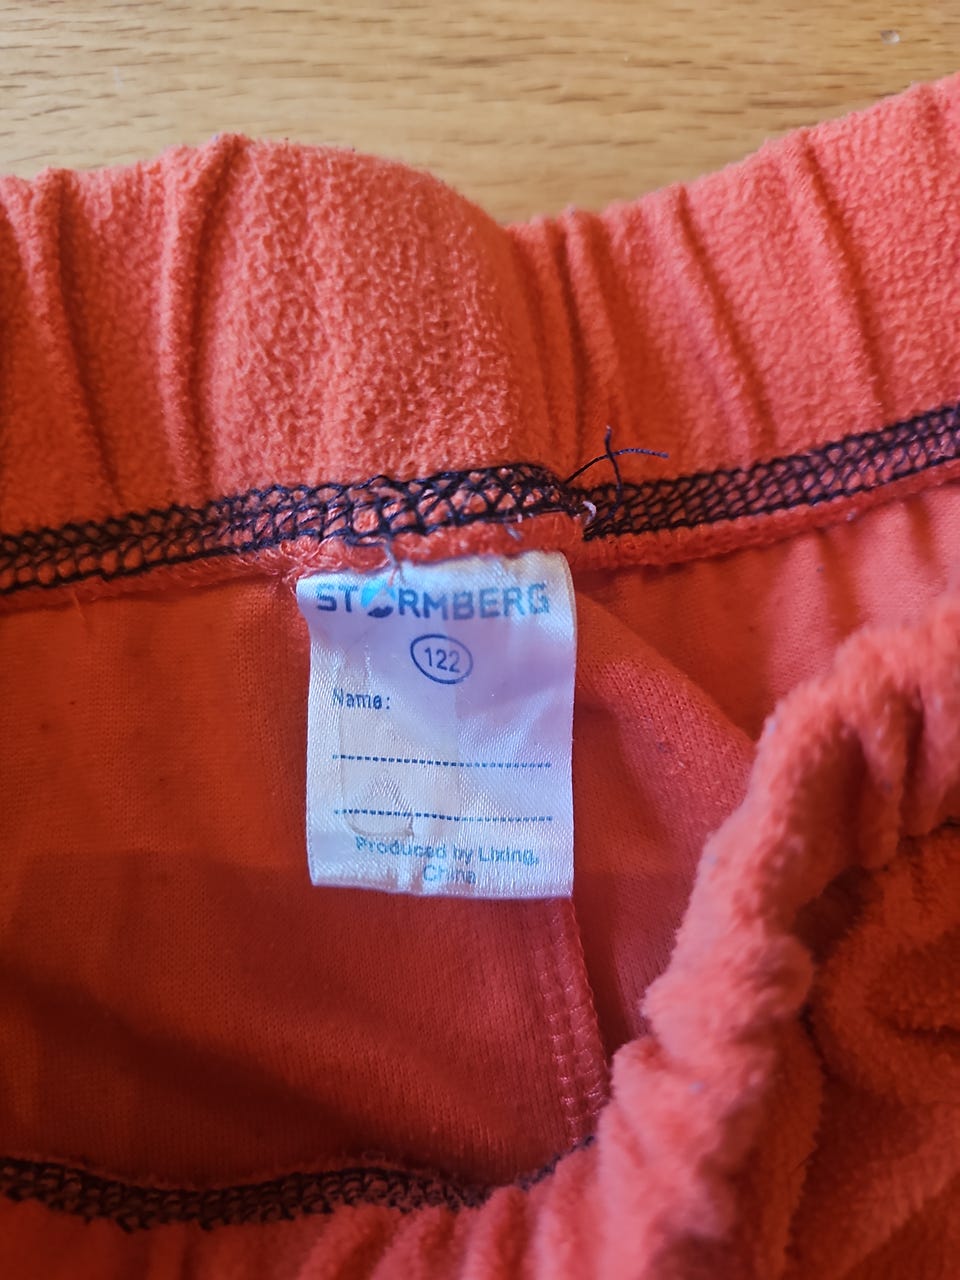 STORMBERG
122
Name:
Produced by Lixing,
China